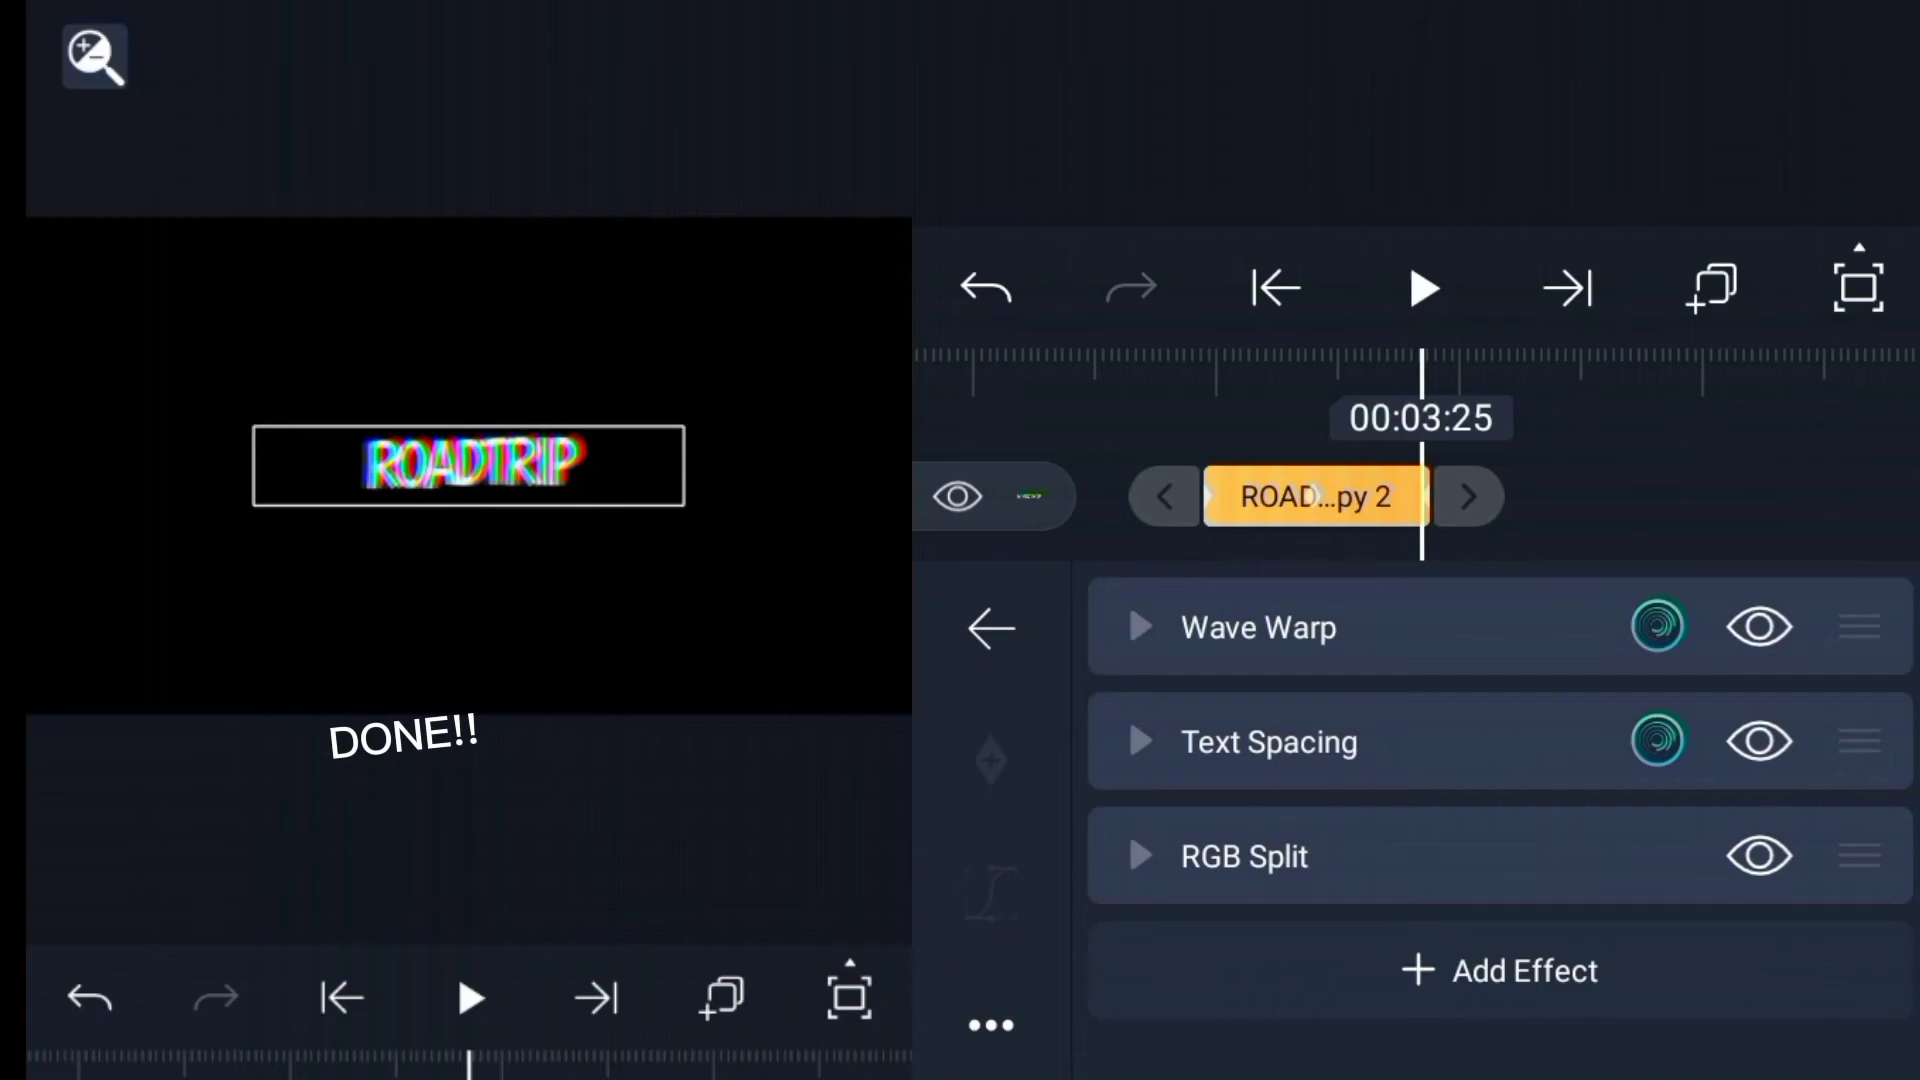 ROADTRIP
DONE!!
00:03:25
ROAD...py 2
Wave Warp
Text Spacing
RGB Split
+ Add Effect